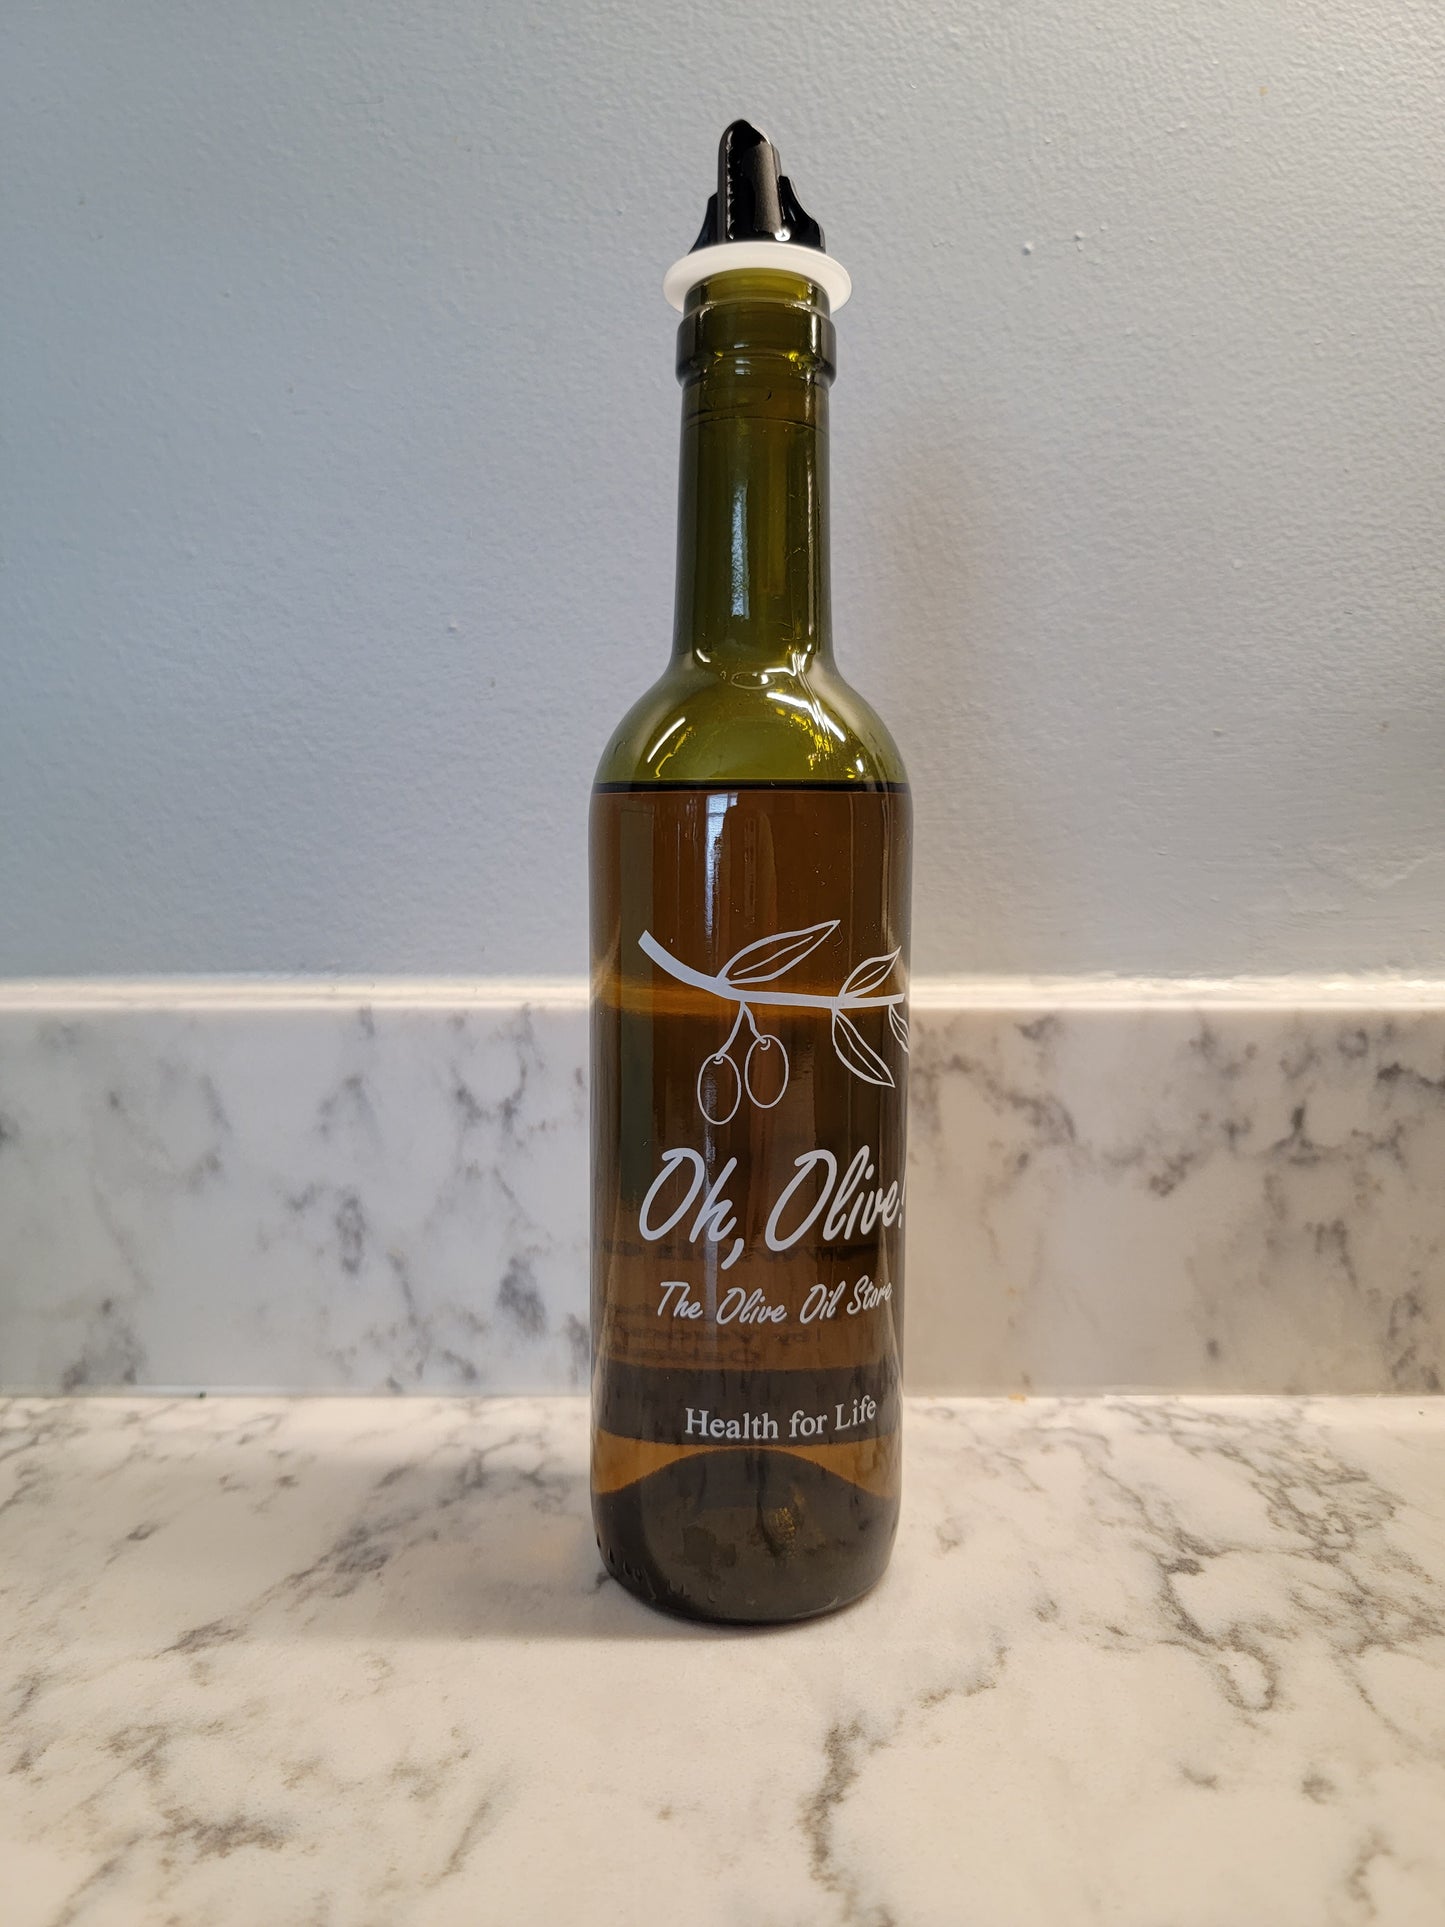 Oh, Olive!
The Olive Oil Store
Health for Life